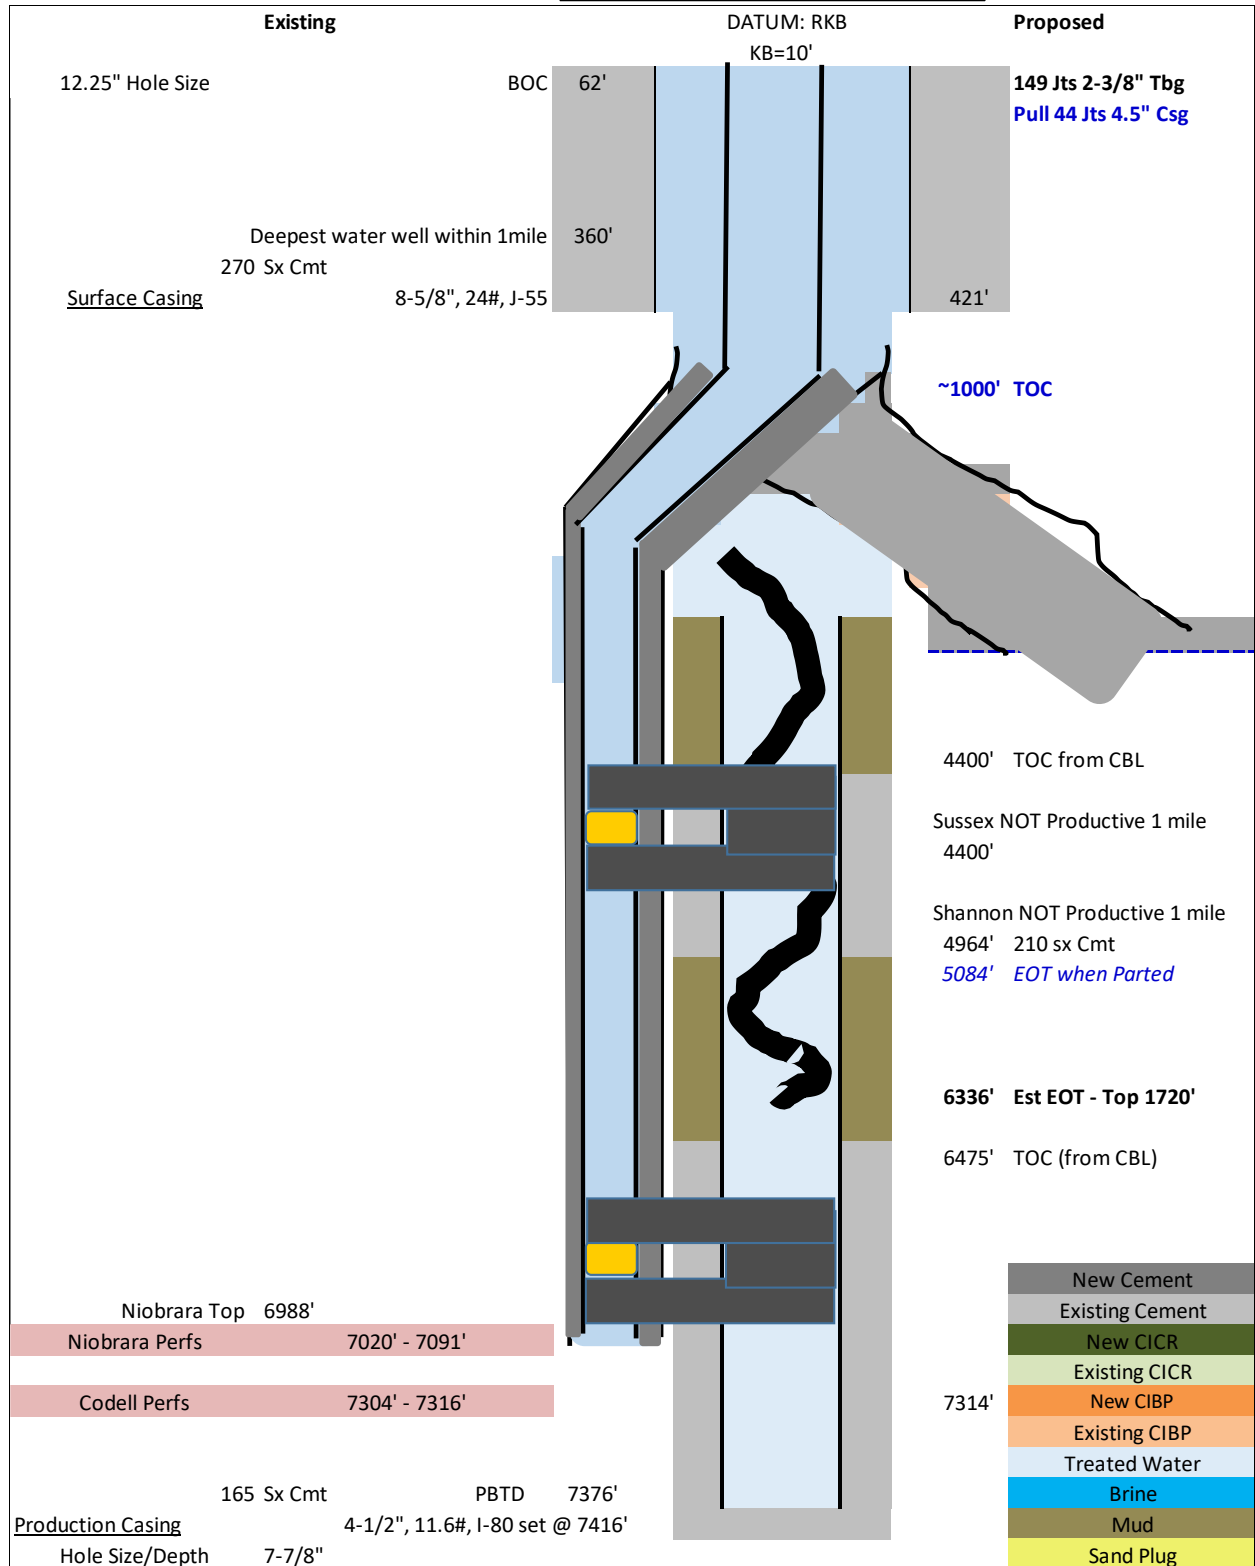 Existing DATUM: RKB Proposed
KB=10'
12.25" Hole Size BOC 62' 149 Jts 2-3/8" Tbg
Pull 44 Jts 4.5" Csg
Deepest water well within 1mile 360'
270 Sx Cmt
Surface Casing 8-5/8", 24#, J-55 421'
~1000' TOC
4400' TOC from CBL
Sussex NOT Productive 1 mile
4400'
Shannon NOT Productive 1 mile
4964' 210 sx Cmt
5084' EOT when Parted
6336' Est EOT - Top 1720'
6475' TOC (from CBL)
New Cement
Niobrara Top 6988' Existing Cement
Niobrara Perfs 7020' - 7091' New CICR
Existing CICR
Codell Perfs 7304' - 7316' 7314' New CIBP
Existing CIBP
Treated Water
165 Sx Cmt PBTD 7376' Brine
Production Casing 4-1/2", 11.6#, I-80 set @ 7416' Mud
Hole Size/Depth 7-7/8" Sand Plug